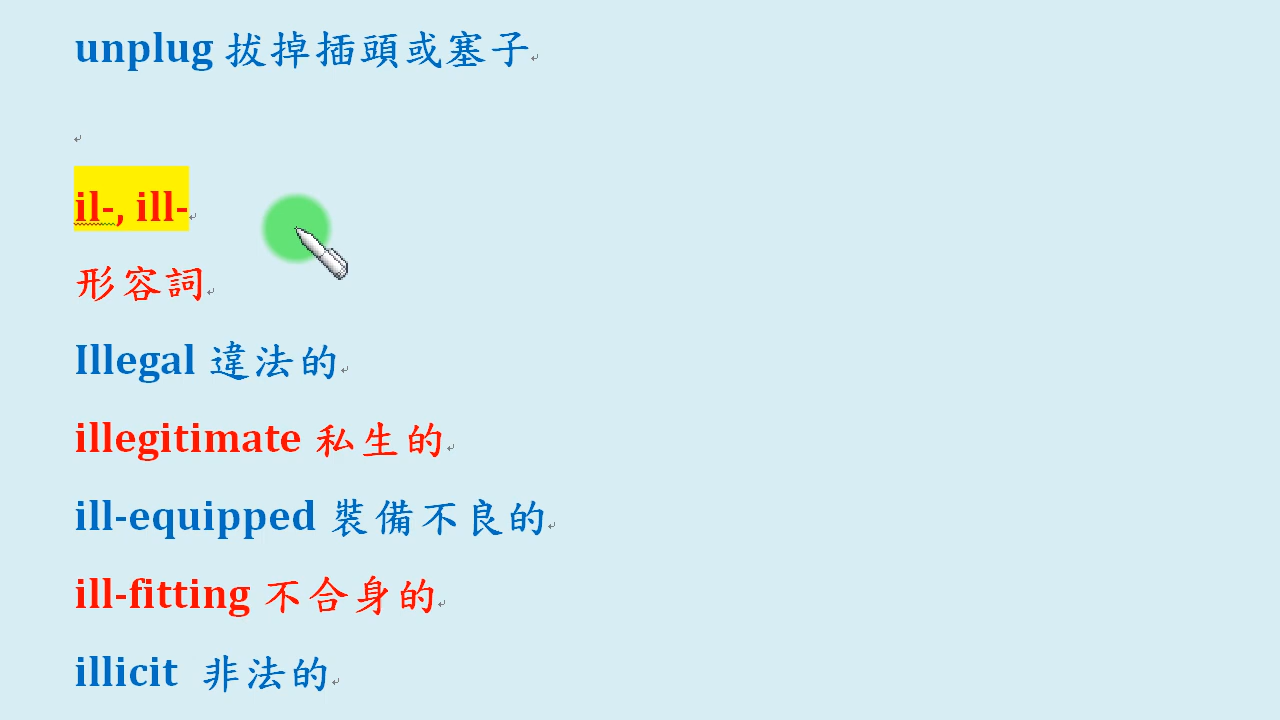 unplug 拔掉插頭或塞子
il-, ill-
形容詞
Illegal 違法的
illegitimate 私生的
ill-equipped 裝備不良的
ill-fitting 不合身的
illicit 非法的